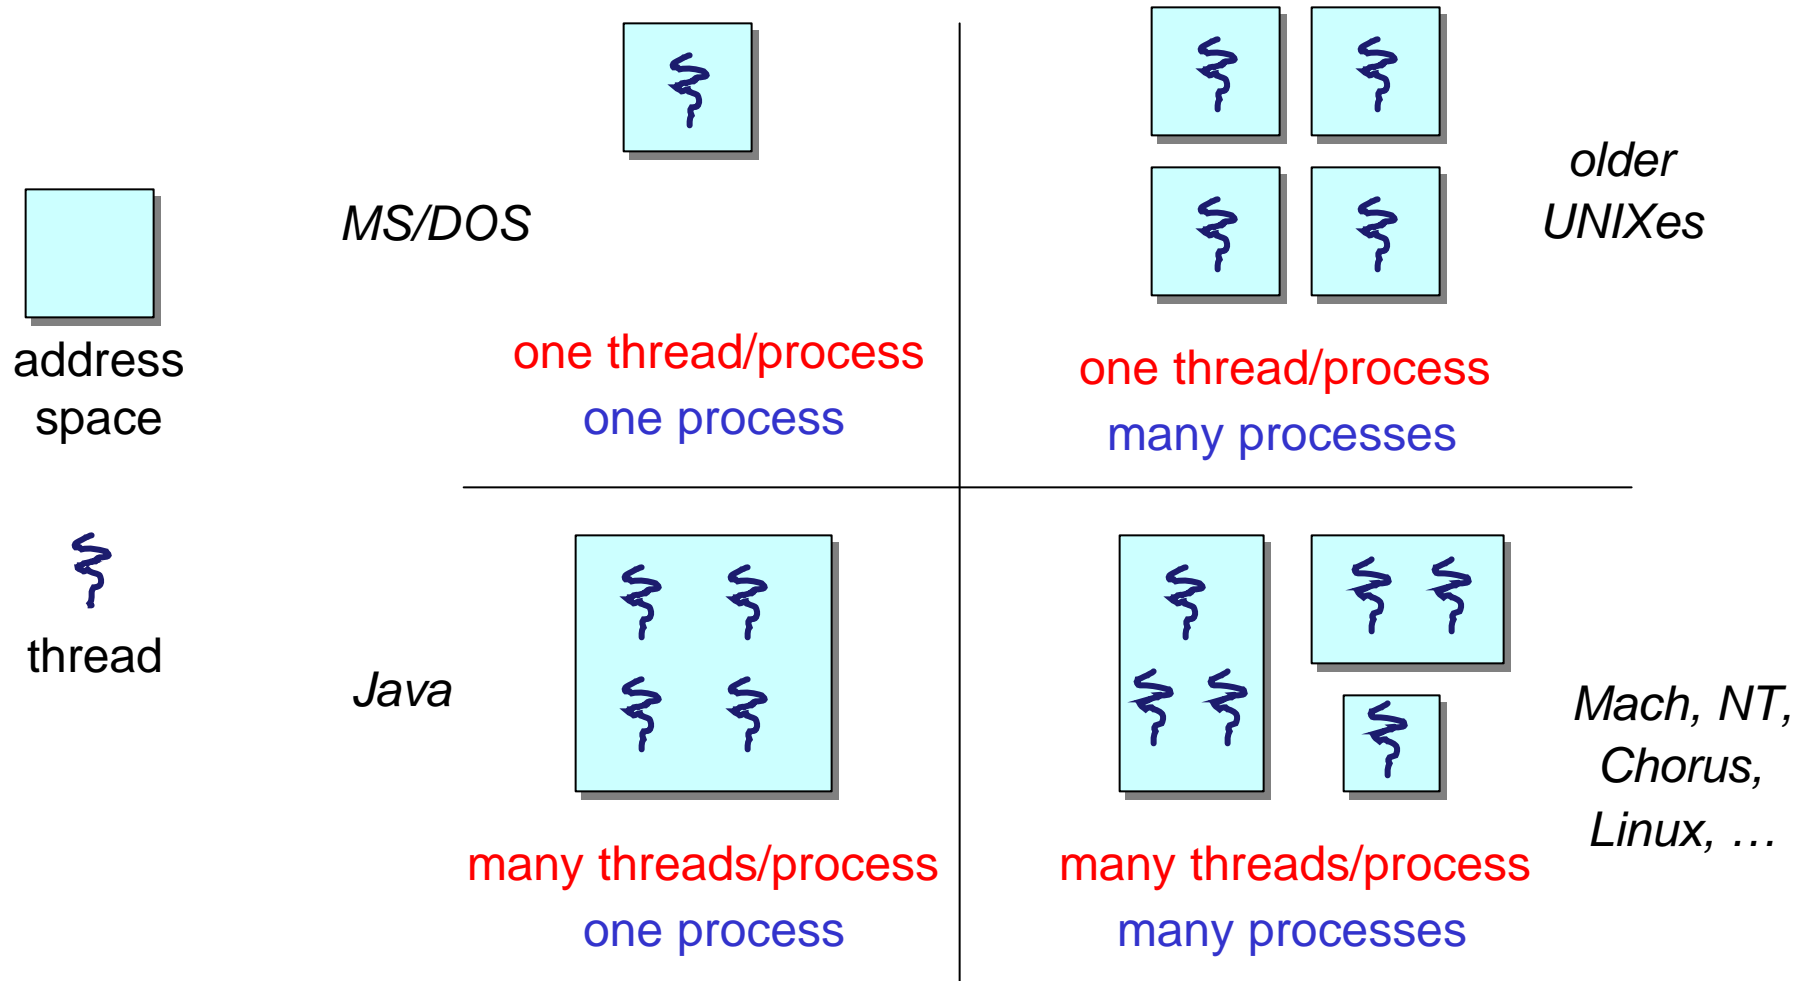 address
space
thread
MS/DOS
one thread/process
one process
older
UNIXes
one thread/process
many processes
Java
many threads/process
one process
Mach, NT,
Chorus,
Linux, …
many threads/process
many processes